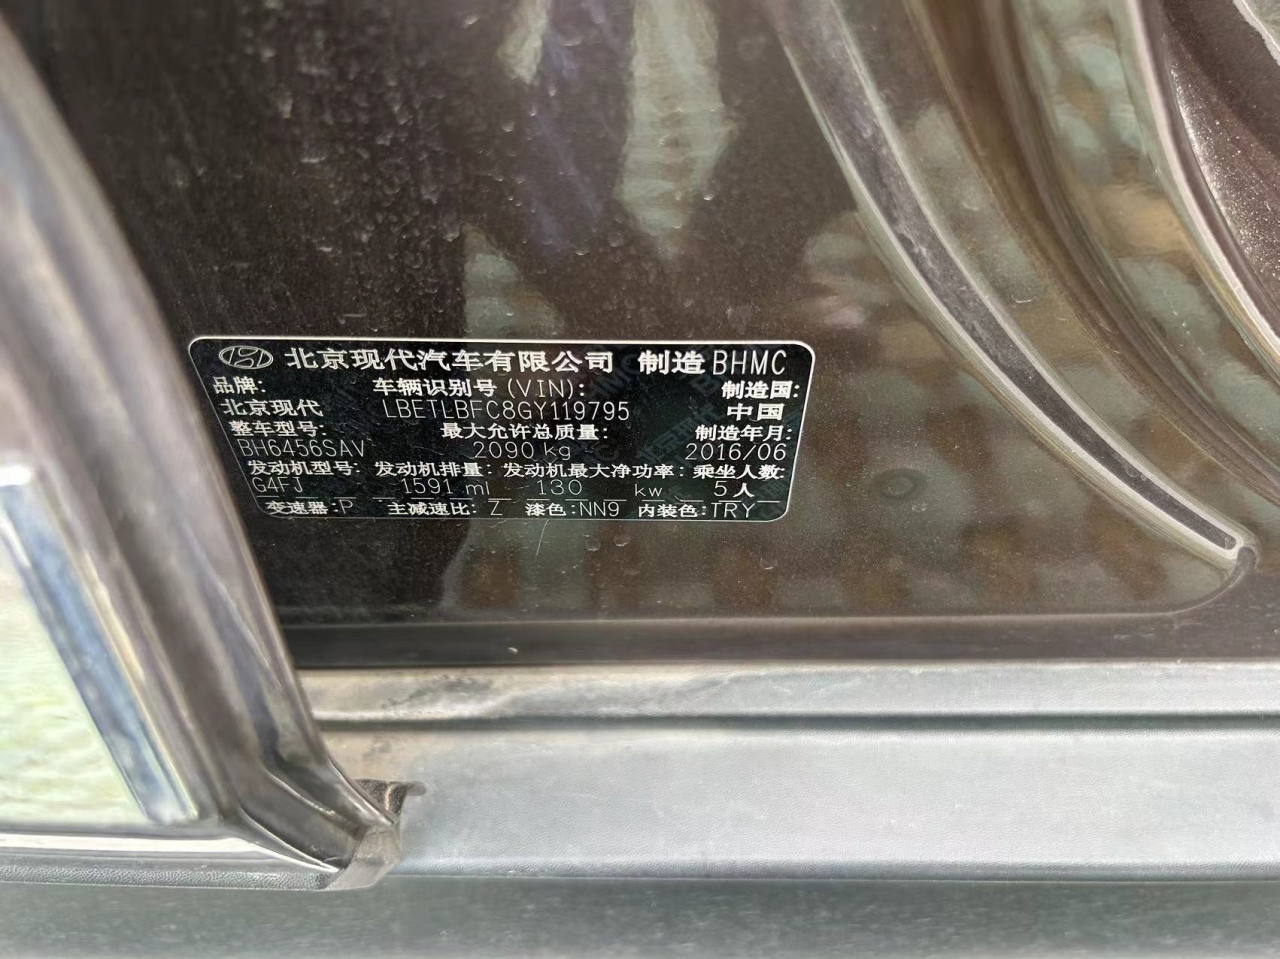 北京现代汽车有限公司 制造 BHMC
品牌: 车辆识别号(VIN): 制造国:
北京现代 LBETLBFC8GY119795 中国
整车型号: 最大允许总质量: 制造年月:
BH6456SAV 2090 kg 2016/06
发动机型号: 发动机排量: 发动机最大净功率: 乘坐人数:
G4FJ 1591 ml 130 kw 5人
变速器:P 主减速比:Z 漆色:NN9 内装色:TRY